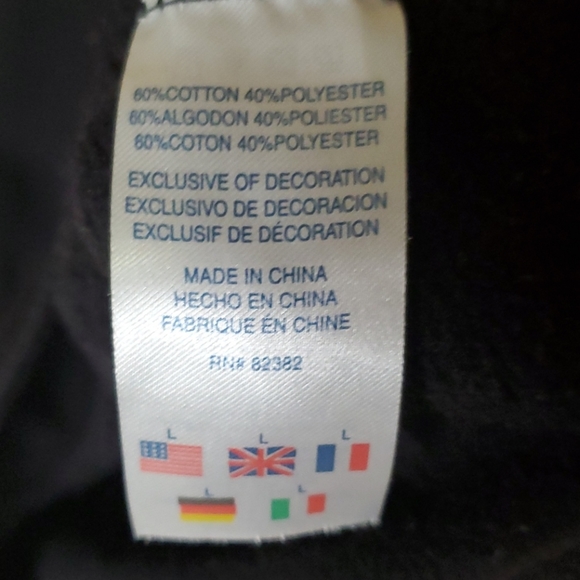 60%COTTON 40%POLYESTER
60%ALGODON 40%POLIESTER
60%COTON 40%POLYESTER
EXCLUSIVE OF DECORATION
EXCLUSIVO DE DECORACION
EXCLUSIF DE DÉCORATION
MADE IN CHINA
HECHO EN CHINA
FABRIQUE ÉN CHINE
RN# 82382
L L L
L L